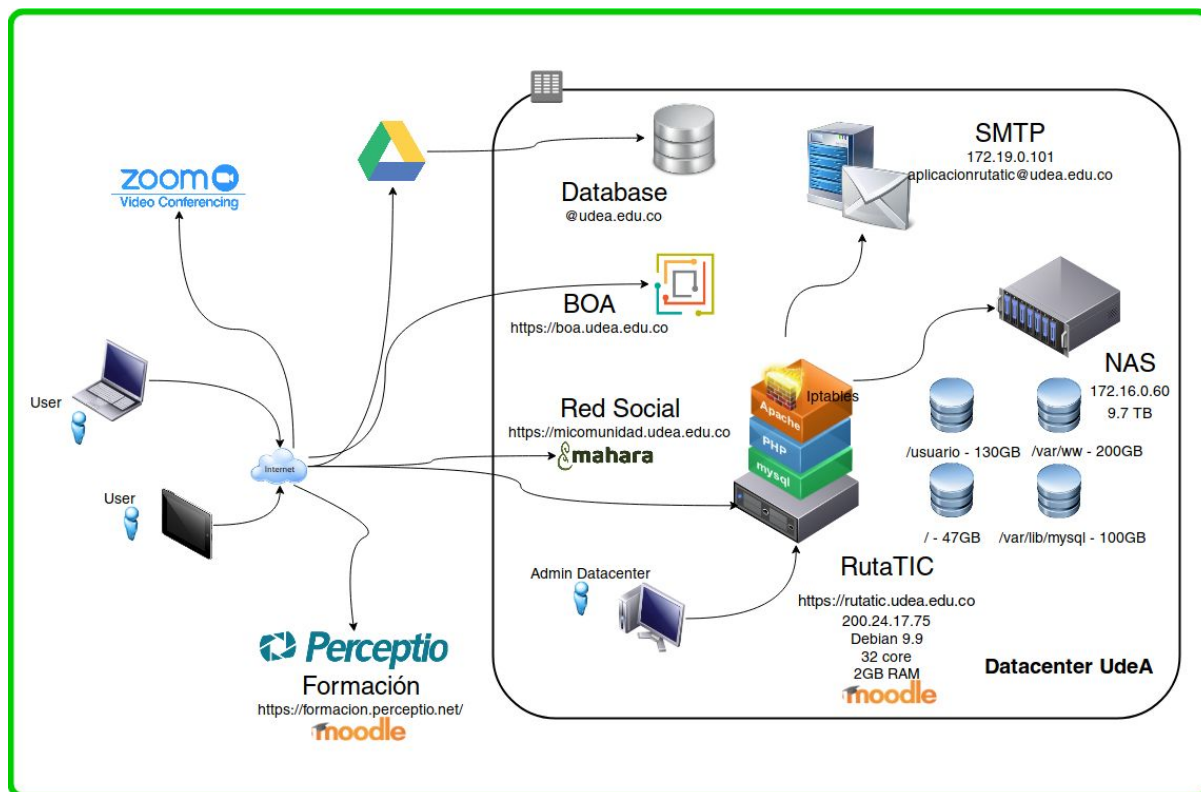 zoom
Video Conferencing
Database
@udea.edu.co
SMTP
172.19.0.101
aplicacionrutatic@udea.edu.co
BOA
https://boa.udea.edu.co
NAS
172.16.0.60
9.7 TB
/usuario - 130GB
/var/ww - 200GB
/ - 47GB
/var/lib/mysql - 100GB
User
Internet
User
Red Social
https://micomunidad.udea.edu.co
mahara
Iptables
Apache
PHP
mysql
Admin Datacenter
RutaTIC
https://rutatic.udea.edu.co
200.24.17.75
Debian 9.9
32 core
2GB RAM
moodle
Datacenter UdeA
Perceptio
Formación
https://formacion.perceptio.net/
moodle